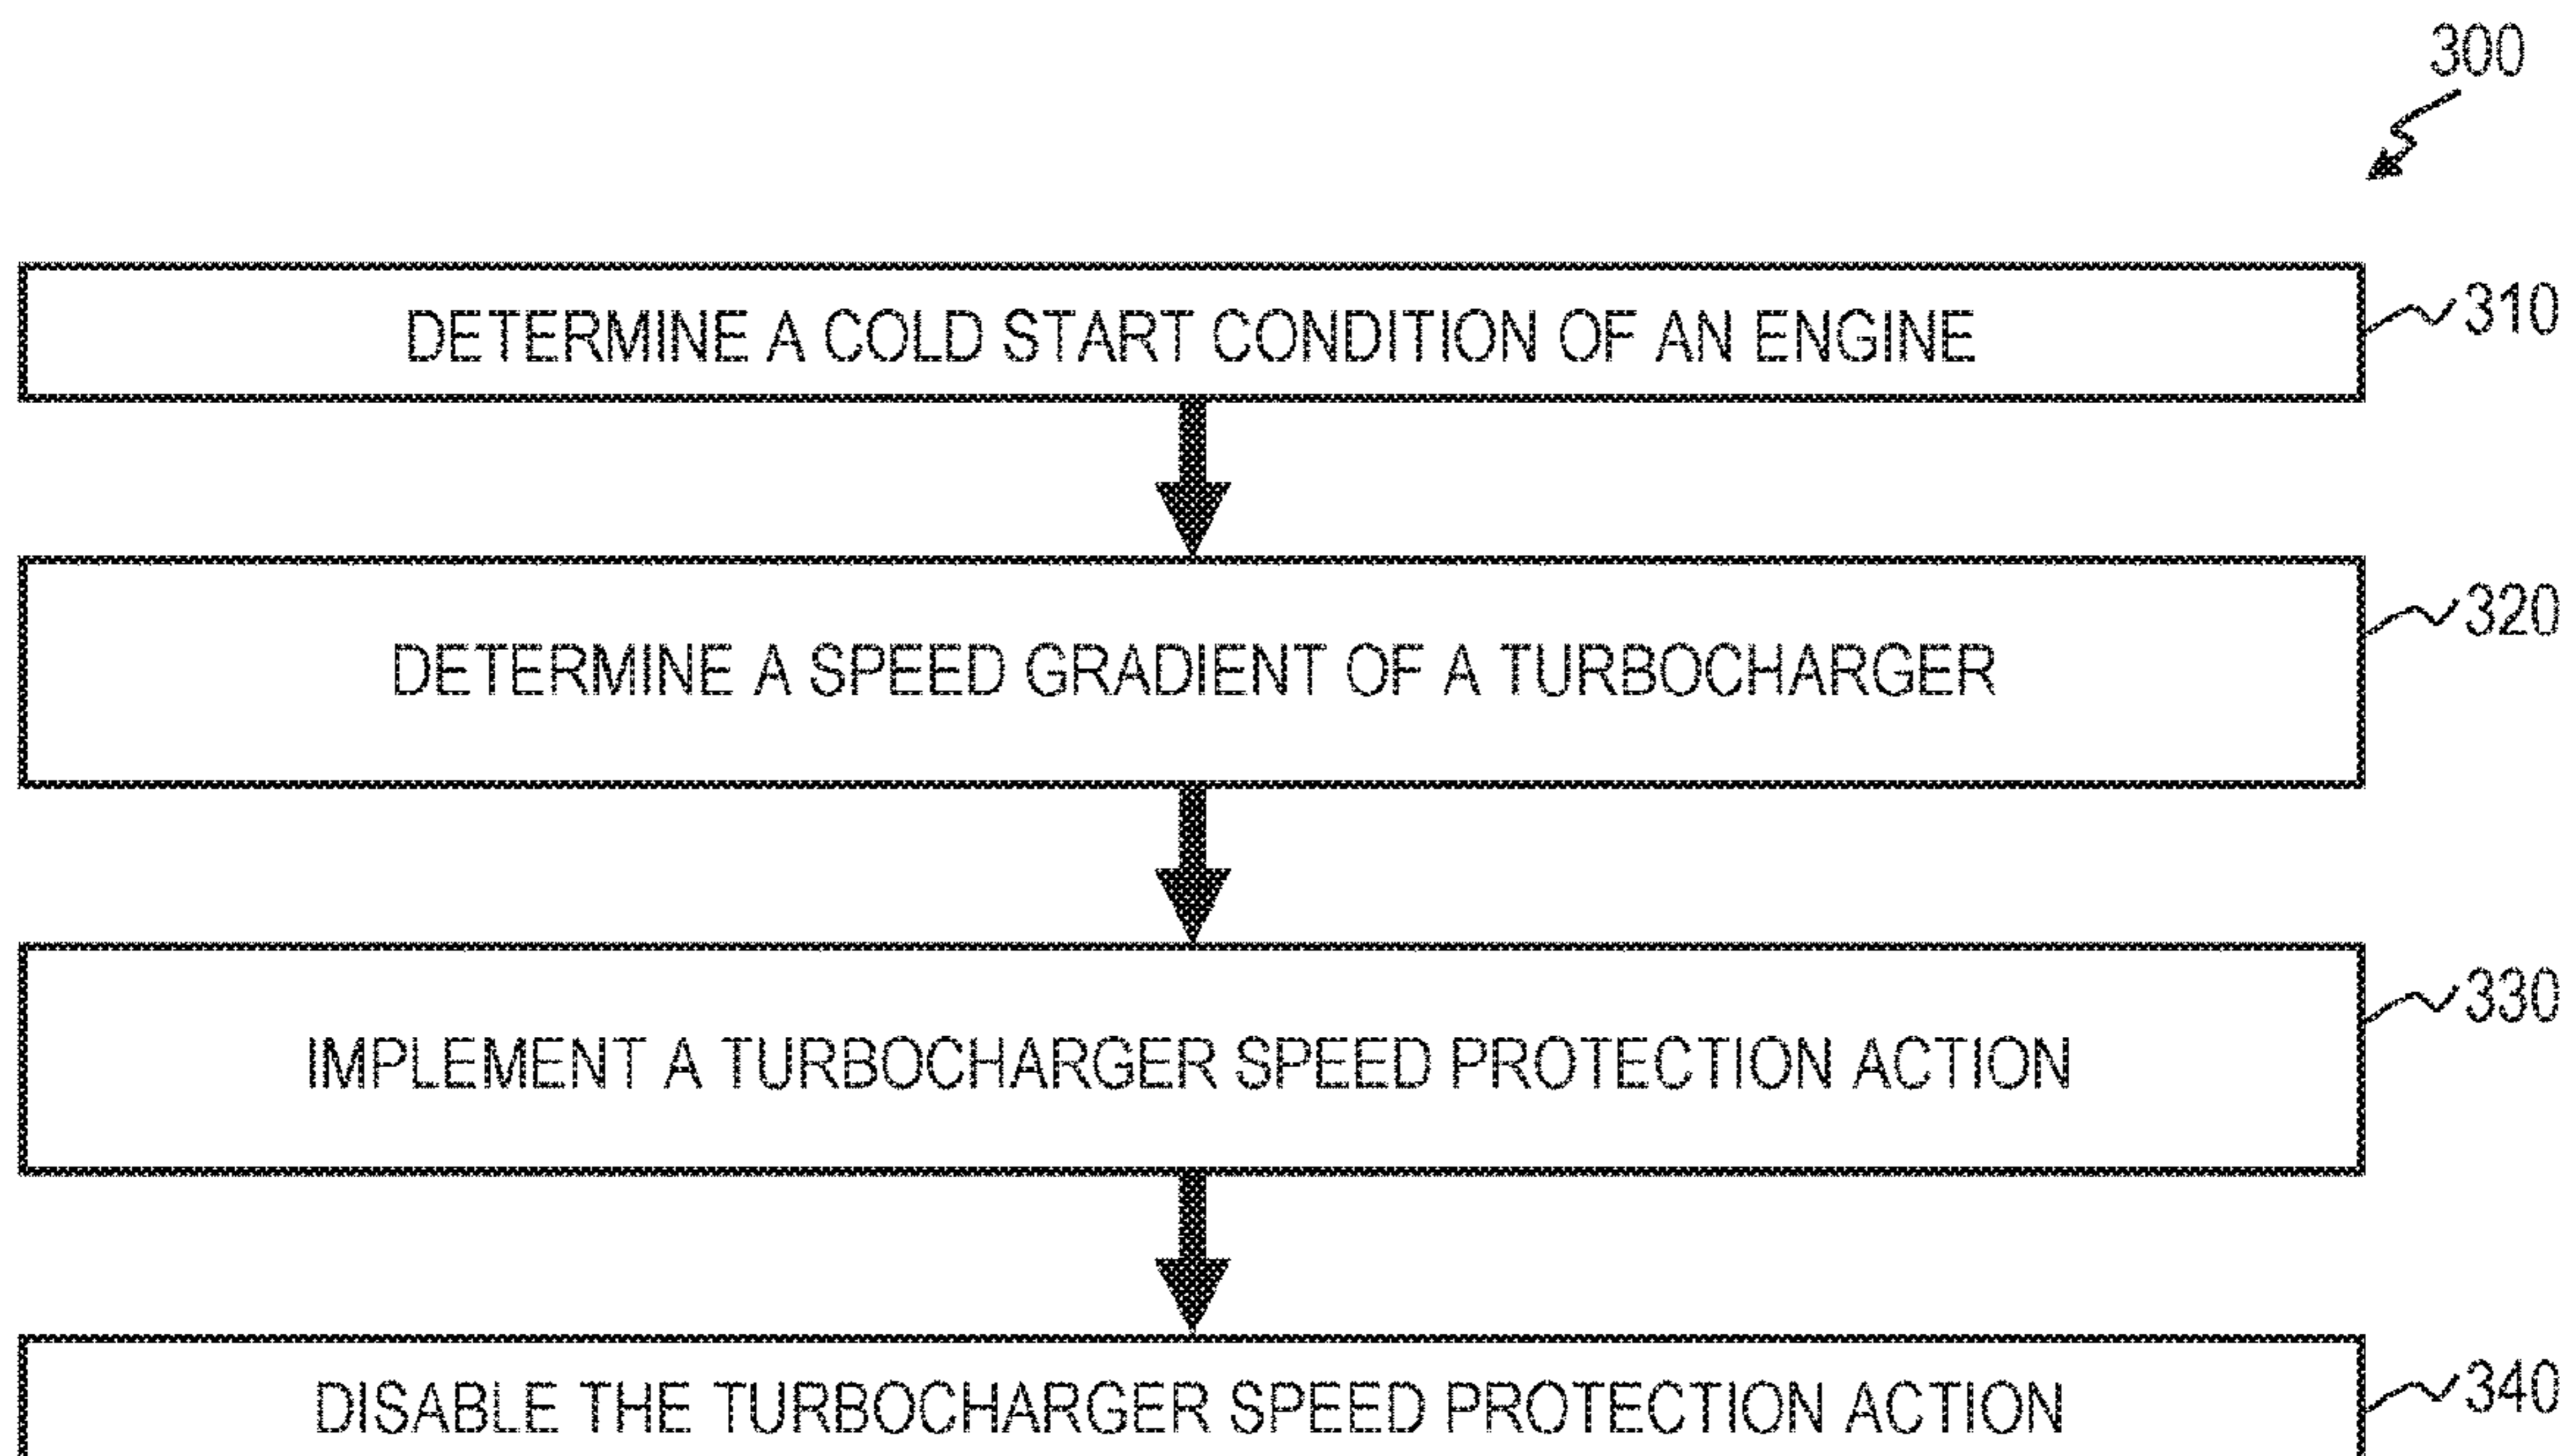 300
DETERMINE A COLD START CONDITION OF AN ENGINE
310
DETERMINE A SPEED GRADIENT OF A TURBOCHARGER
320
IMPLEMENT A TURBOCHARGER SPEED PROTECTION ACTION
330
DISABLE THE TURBOCHARGER SPEED PROTECTION ACTION
340